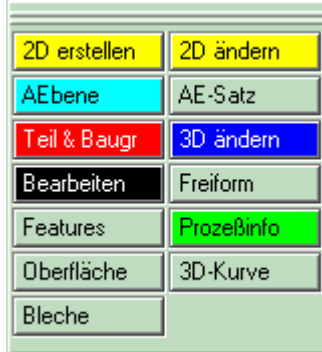 2D erstellen 2D ändern
AEbene AE-Satz
Teil & Baugr 3D ändern
Bearbeiten Freiform
Features Prozeßinfo
Oberfläche 3D-Kurve
Bleche